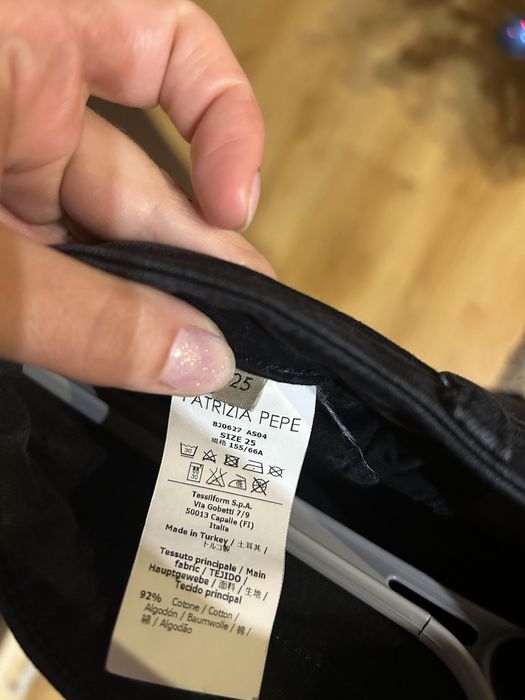 25
PATRIZIA PEPE
BJ0627 AS04
SIZE 25
规格 155/66A
30
30
Tessilform S.p.A.
Via Gobetti 7/9
50013 Capalle (FI)
Italia
Made in Turkey / 土耳其 /
トルコ製
Tessuto principale / Main
fabric / TEJIDO /
Hauptgewebe / 面料 / 生地 /
Tecido principal
92% Cotone / Cotton /
Algodón / Baumwolle / 棉 /
綿 / Algodão